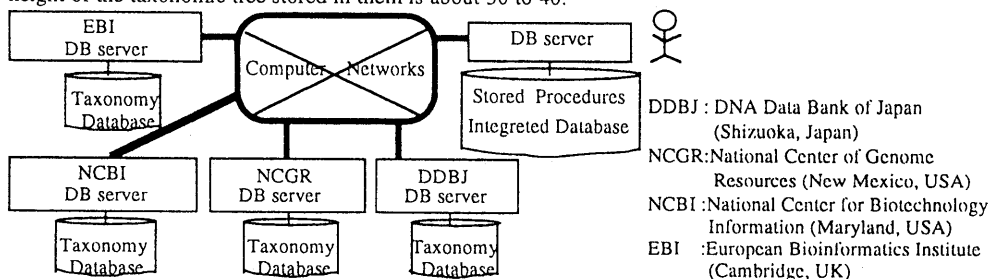 height of the taxonomic tree stored in them is about 30 to 40.
EBI
DB server
Taxonomy
Database
Computer Networks
DB server
Stored Procedures
Integreted Database
NCBI
DB server
Taxonomy
Database
NCGR
DB server
Taxonomy
Database
DDBJ
DB server
Taxonomy
Database
DDBJ : DNA Data Bank of Japan
(Shizuoka, Japan)
NCGR:National Center of Genome
Resources (New Mexico, USA)
NCBI :National Center for Biotechnology
Information (Maryland, USA)
EBI :European Bioinformatics Institute
(Cambridge, UK)